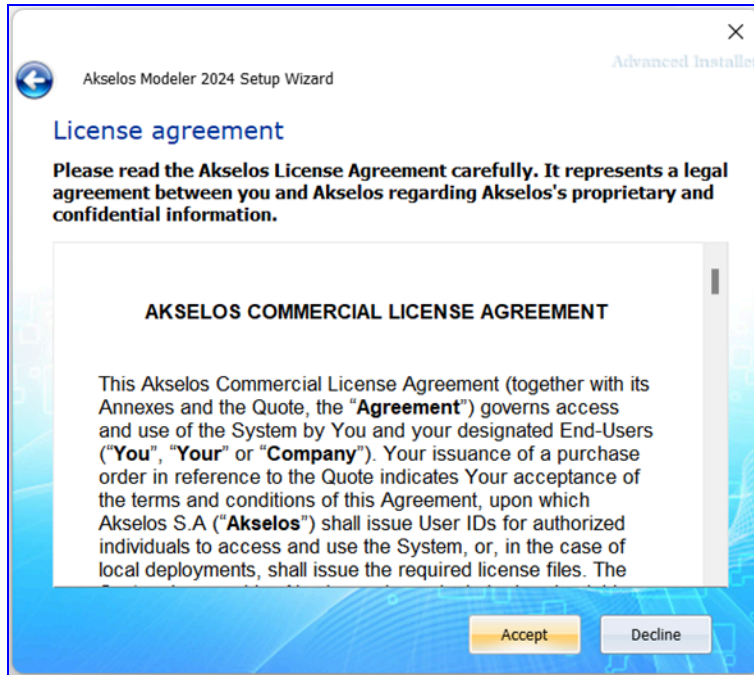 Advanced Installe
Akselos Modeler 2024 Setup Wizard
License agreement
Please read the Akselos License Agreement carefully. It represents a legal
agreement between you and Akselos regarding Akselos's proprietary and
confidential information.
AKSELOS COMMERCIAL LICENSE AGREEMENT
This Akselos Commercial License Agreement (together with its
Annexes and the Quote, the “Agreement”) governs access
and use of the System by You and your designated End-Users
(“You”, “Your” or “Company”). Your issuance of a purchase
order in reference to the Quote indicates Your acceptance of
the terms and conditions of this Agreement, upon which
Akselos S.A (“Akselos”) shall issue User IDs for authorized
individuals to access and use the System, or, in the case of
local deployments, shall issue the required license files. The
Accept
Decline